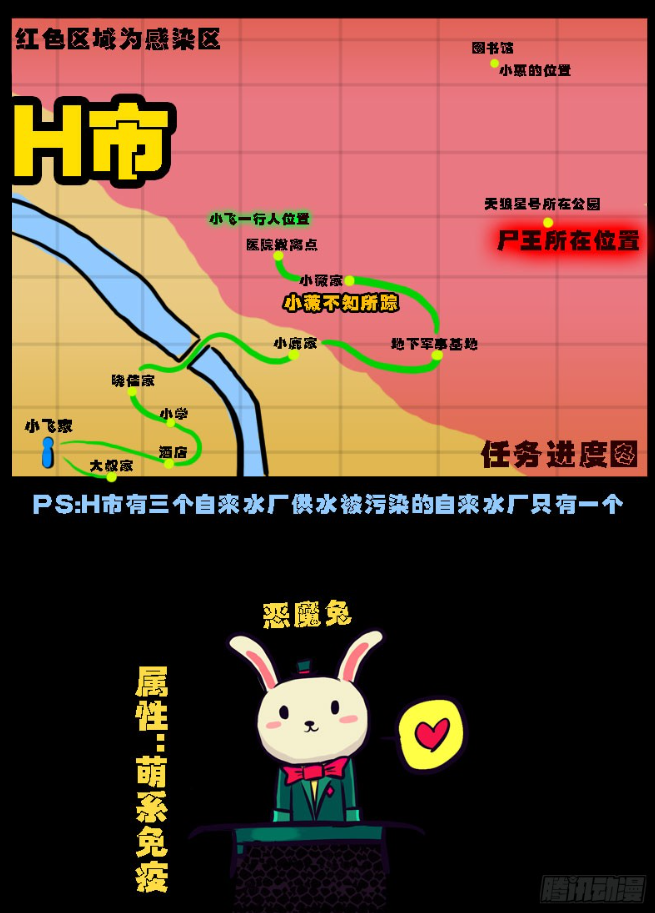 红色区域为感染区
图书馆
小惠的位置
H市
天狼星号所在公园
小飞一行人位置
尸王所在位置
医院撤离点
小薇家
小薇不知所踪
小鹿家
地下军事基地
晓儒家
小学
小飞家
酒店
大叔家
任务进度图
PS:H市有三个自来水厂供水被污染的自来水厂只有一个
恶魔兔
属性：萌系免疫
腾讯动漫